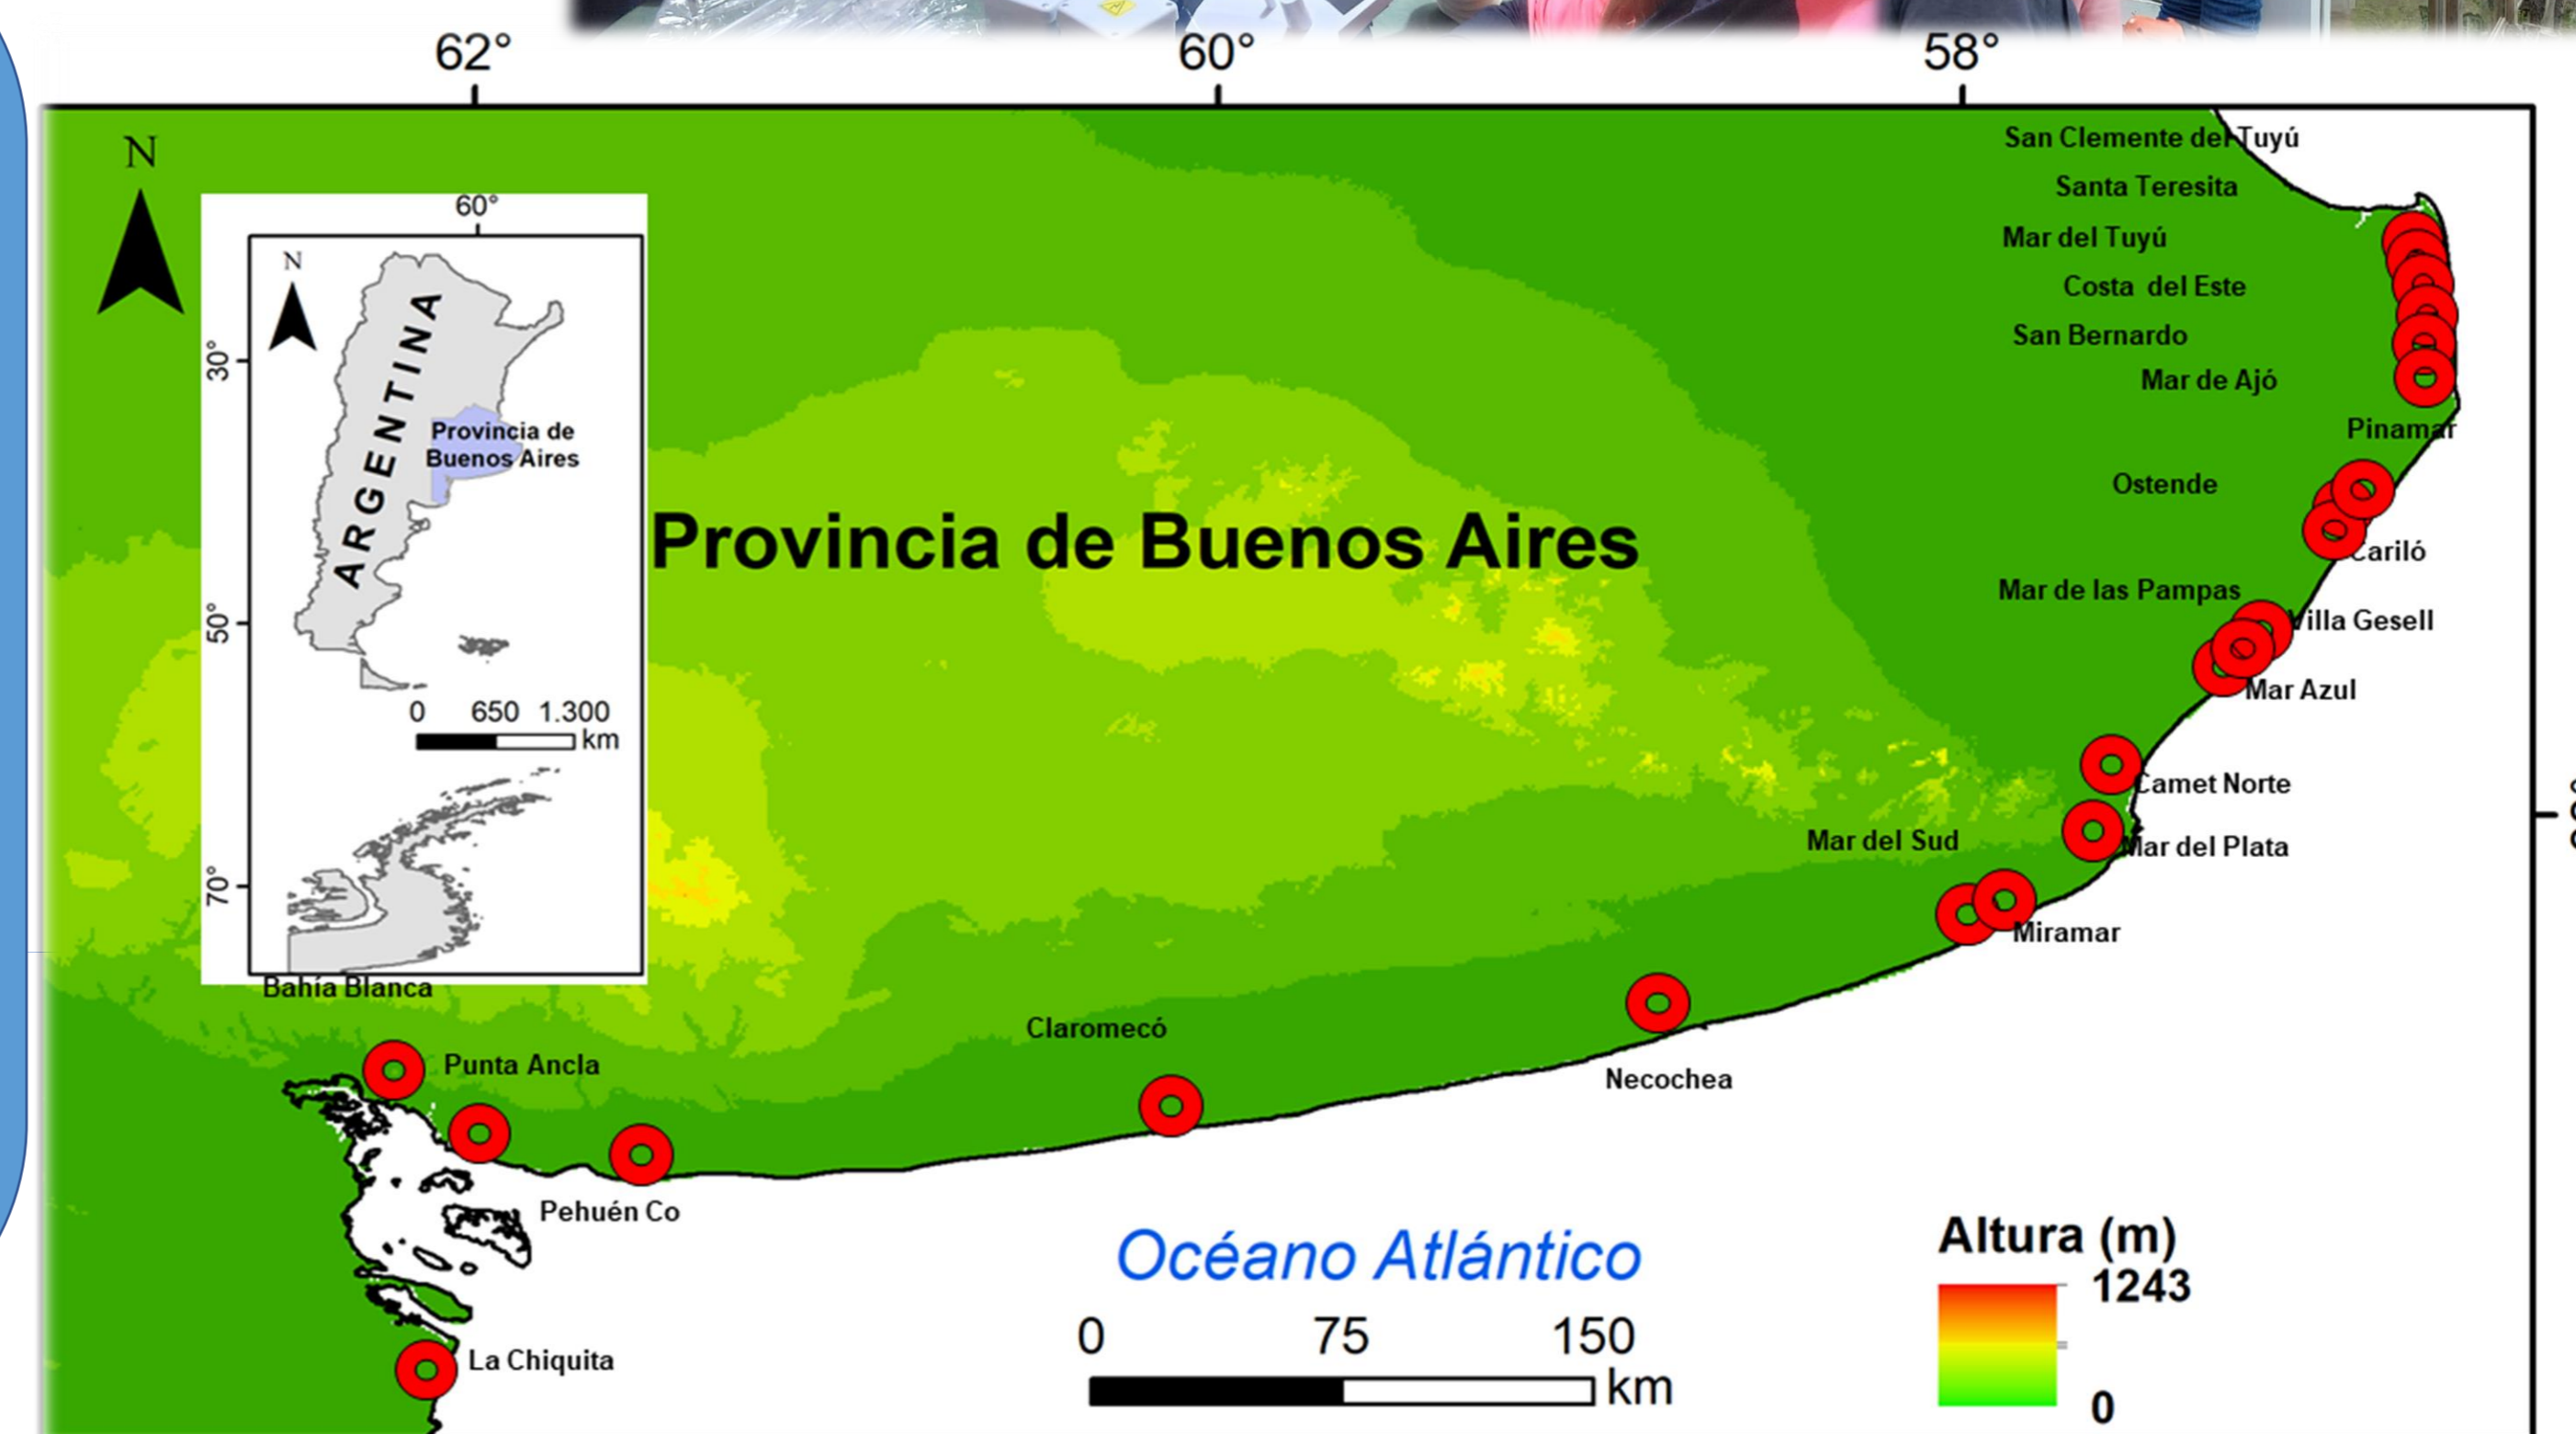 62° 60° 58°
N
San Clemente del Tuyú
Santa Teresita
Mar del Tuyú
Costa del Este
San Bernardo
Mar de Ajó
Pinamar
Ostende
Cariló
Mar de las Pampas
Villa Gesell
Mar Azul
Camet Norte
Mar del Sud
Mar del Plata
Miramar
Provincia de Buenos Aires
60°
N
30°
50°
70°
ARGENTINA
Provincia de
Buenos Aires
0 650 1.300
km
Bahía Blanca
Punta Ancla
Pehuén Co
Claromecó
Necochea
La Chiquita
Océano Atlántico
0 75 150
km
Altura (m)
1243
0